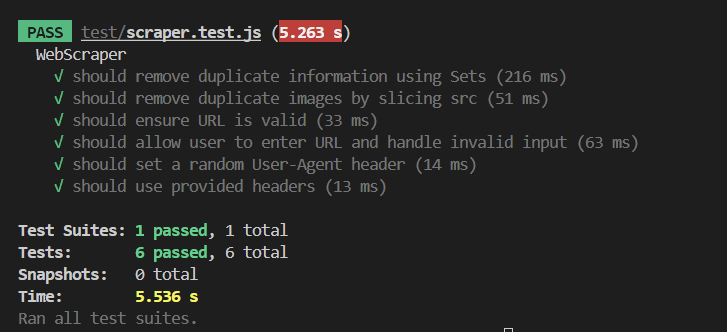 PASS test/scraper.test.js (5.263 s)
WebScraper
√ should remove duplicate information using Sets (216 ms)
√ should remove duplicate images by slicing src (51 ms)
√ should ensure URL is valid (33 ms)
√ should allow user to enter URL and handle invalid input (63 ms)
√ should set a random User-Agent header (14 ms)
√ should use provided headers (13 ms)
Test Suites: 1 passed, 1 total
Tests: 6 passed, 6 total
Snapshots: 0 total
Time: 5.536 s
Ran all test suites.